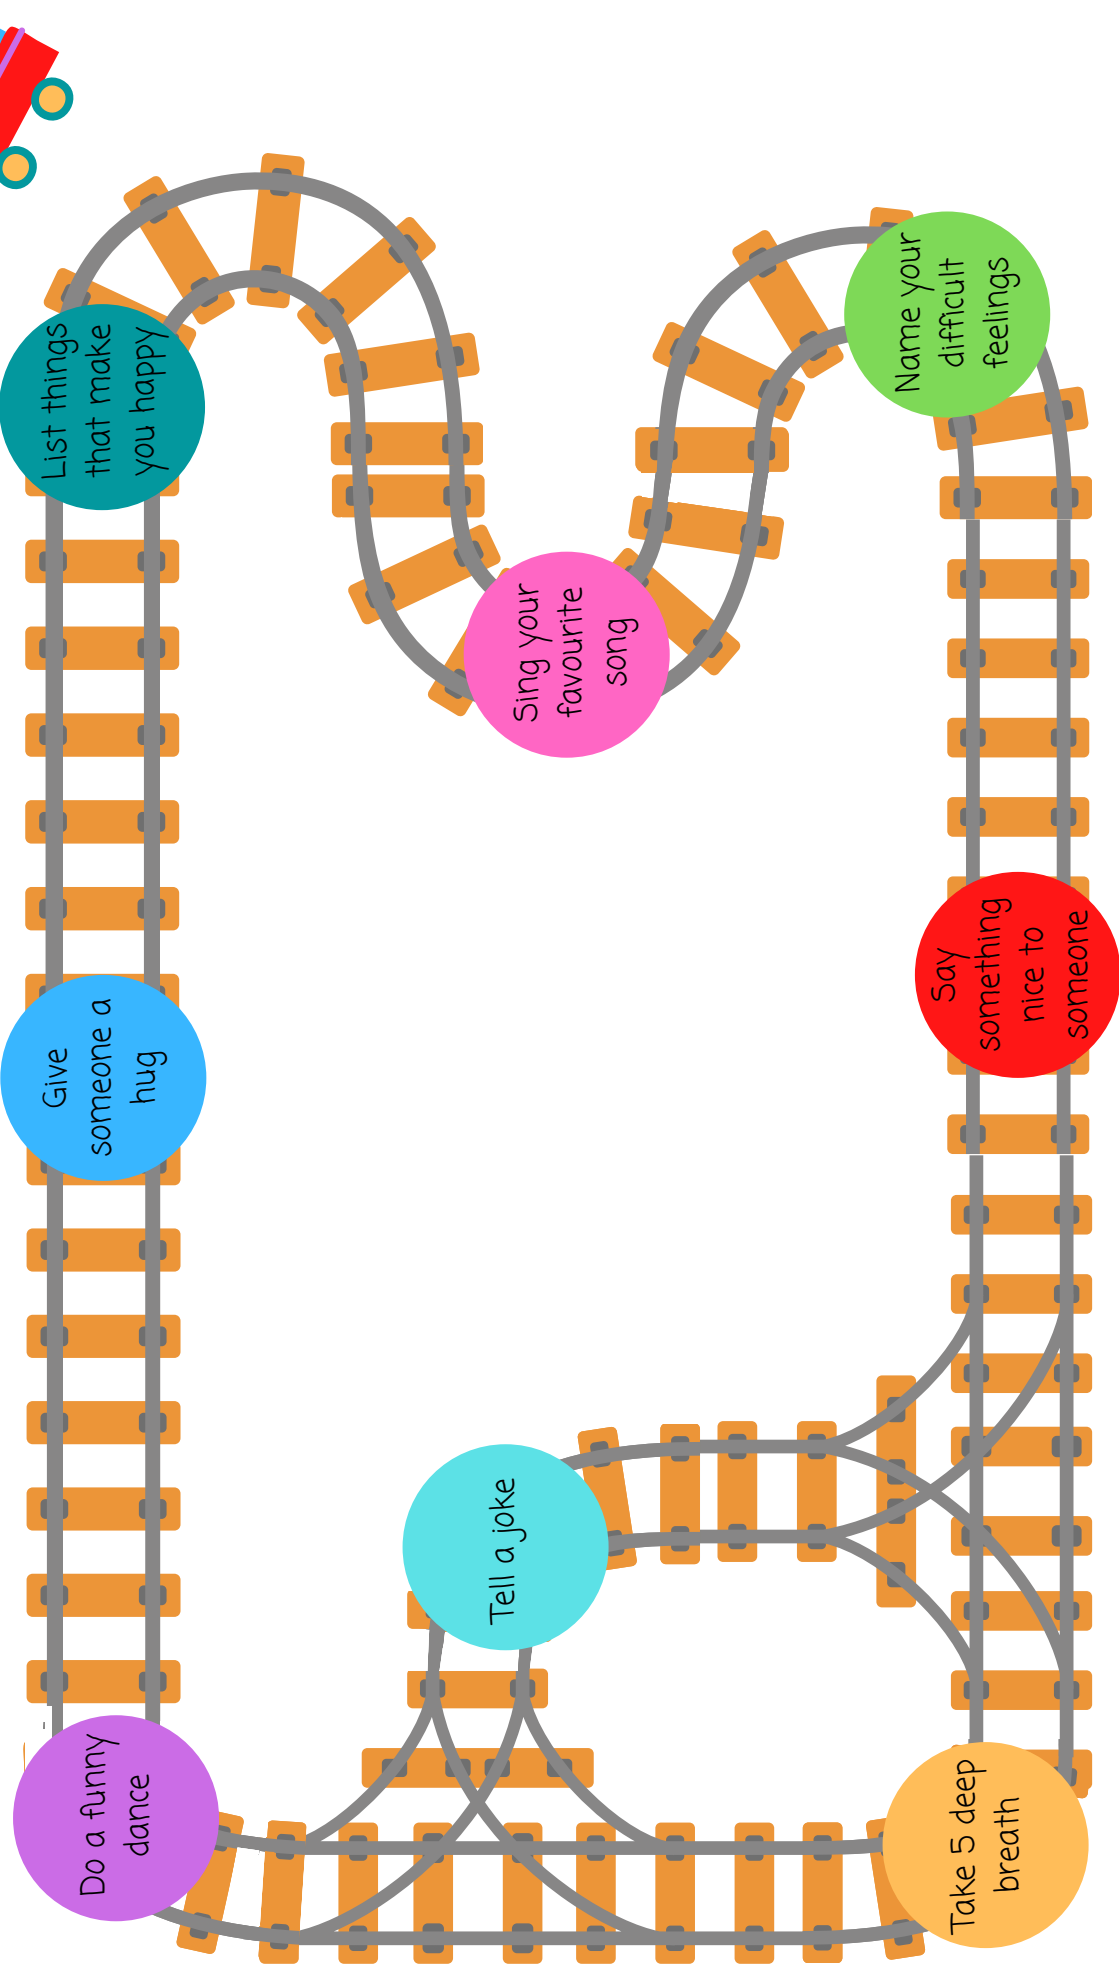 List things
that make
you happy
Give
someone a
hug
Do a funny
dance
Sing your
favourite
song
Tell a joke
Name your
difficult
feelings
Say
something
nice to
someone
Take 5 deep
breath